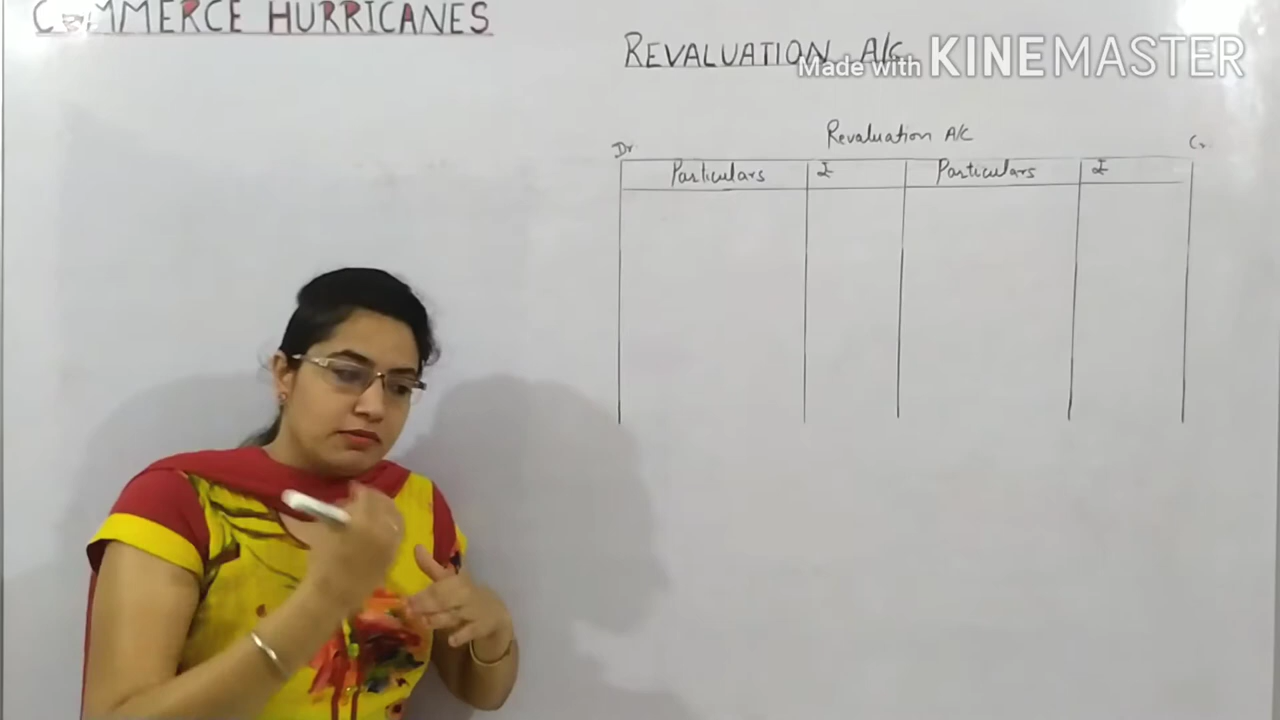 COMMERCE HURRICANES
REVALUATION A/C
Made with KINEMASTER
Revaluation A/C
Dr. Cr
Particulars ₹ Particulars ₹